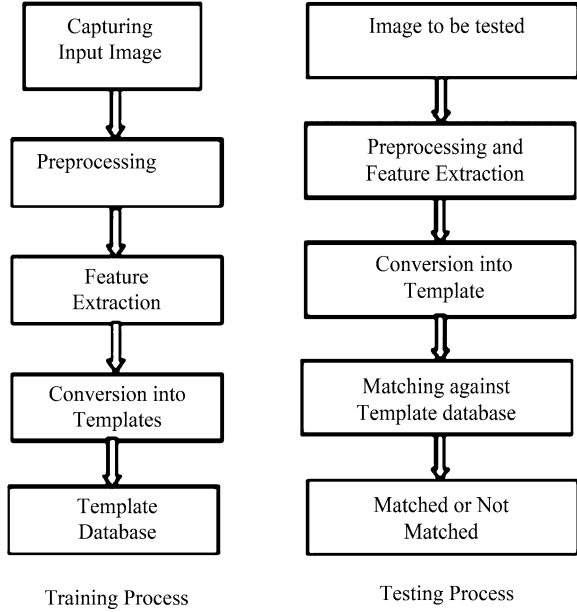 Capturing
Input Image
Preprocessing
Feature
Extraction
Conversion into
Templates
Template
Database
Training Process
Image to be tested
Preprocessing and
Feature Extraction
Conversion into
Template
Matching against
Template database
Matched or Not
Matched
Testing Process